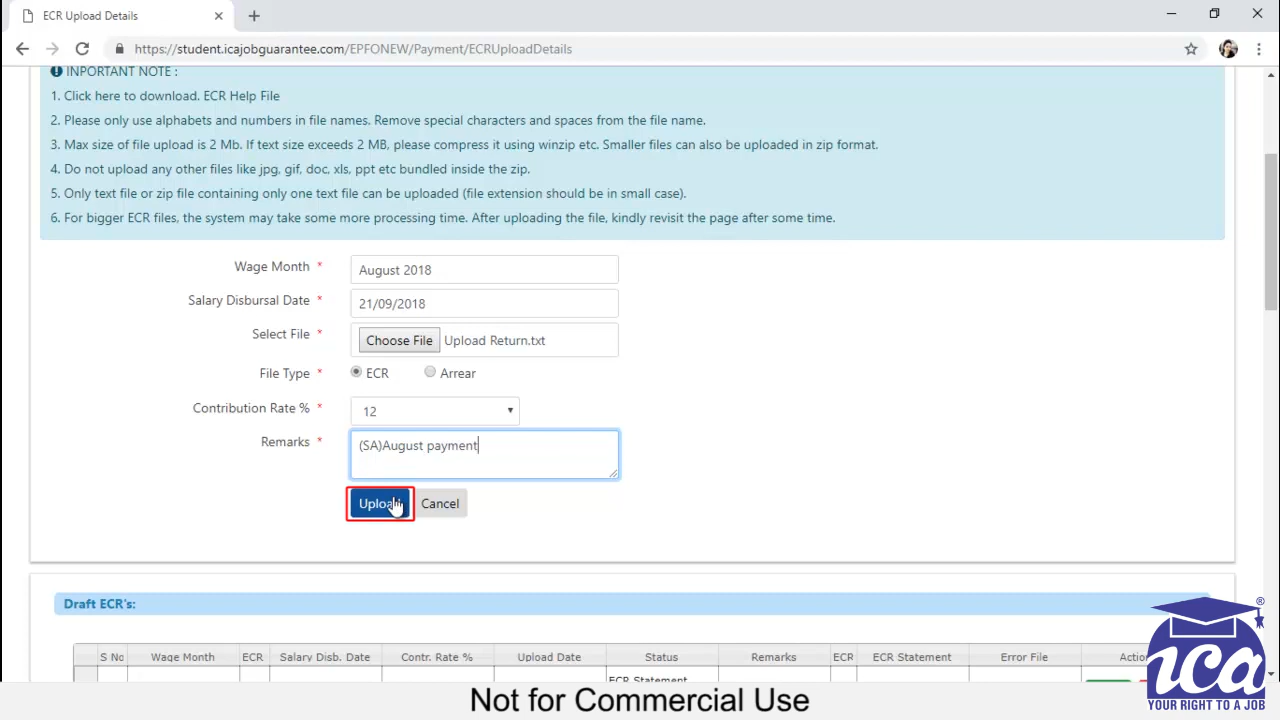 ECR Upload Details
https://student.icajobguarantee.com/EPFONEW/Payment/ECRUploadDetails
INPORTANT NOTE :
1. Click here to download. ECR Help File
2. Please only use alphabets and numbers in file names. Remove special characters and spaces from the file name.
3. Max size of file upload is 2 Mb. If text size exceeds 2 MB, please compress it using winzip etc. Smaller files can also be uploaded in zip format.
4. Do not upload any other files like jpg, gif, doc, xls, ppt etc bundled inside the zip.
5. Only text file or zip file containing only one text file can be uploaded (file extension should be in small case).
6. For bigger ECR files, the system may take some more processing time. After uploading the file, kindly revisit the page after some time.
Wage Month * August 2018
Salary Disbursal Date * 21/09/2018
Select File * Choose File Upload Return.txt
File Type * ECR Arrear
Contribution Rate % * 12
Remarks * (SA)August payment
Upload Cancel
Draft ECR's:
S No Wage Month ECR Salary Disb. Date Contr. Rate % Upload Date Status Remarks ECR ECR Statement Error File Action
ECR Statement
ica ®
YOUR RIGHT TO A JOB
Not for Commercial Use